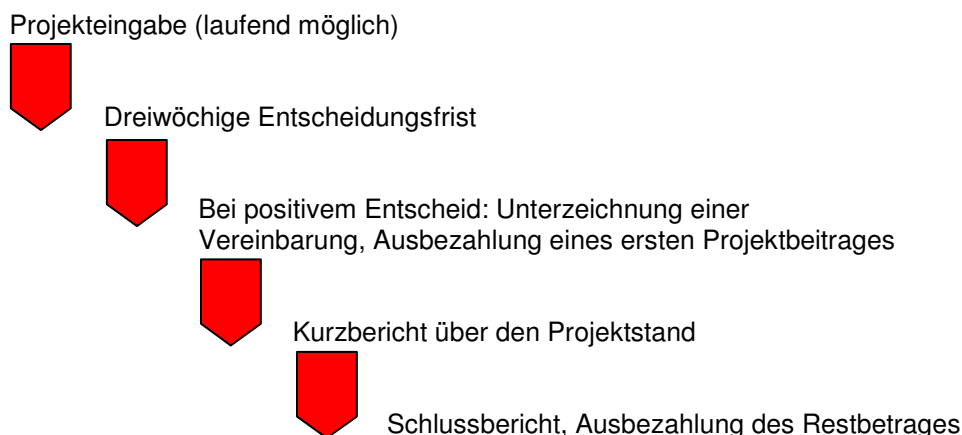 Projekteingabe (laufend möglich)
Dreiwöchige Entscheidungsfrist
Bei positivem Entscheid: Unterzeichnung einer
Vereinbarung, Ausbezahlung eines ersten Projektbeitrages
Kurzbericht über den Projektstand
Schlussbericht, Ausbezahlung des Restbetrages